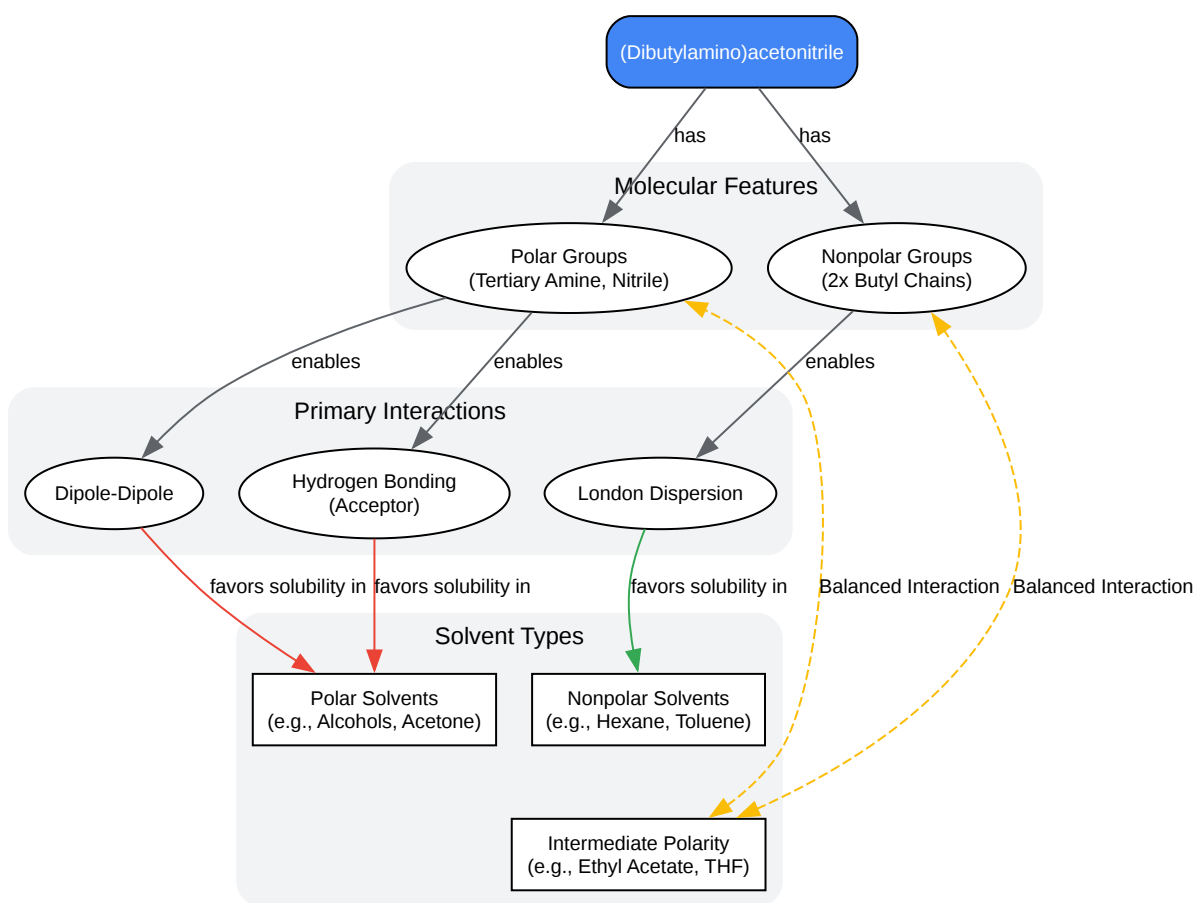 (Dibutylamino)acetonitrile
has
has
Molecular Features
Polar Groups
(Tertiary Amine, Nitrile)
Nonpolar Groups
(2x Butyl Chains)
enables
enables
enables
Primary Interactions
Dipole-Dipole
Hydrogen Bonding
(Acceptor)
London Dispersion
favors solubility in
favors solubility in
favors solubility in
Balanced Interaction
Balanced Interaction
Solvent Types
Polar Solvents
(e.g., Alcohols, Acetone)
Nonpolar Solvents
(e.g., Hexane, Toluene)
Intermediate Polarity
(e.g., Ethyl Acetate, THF)